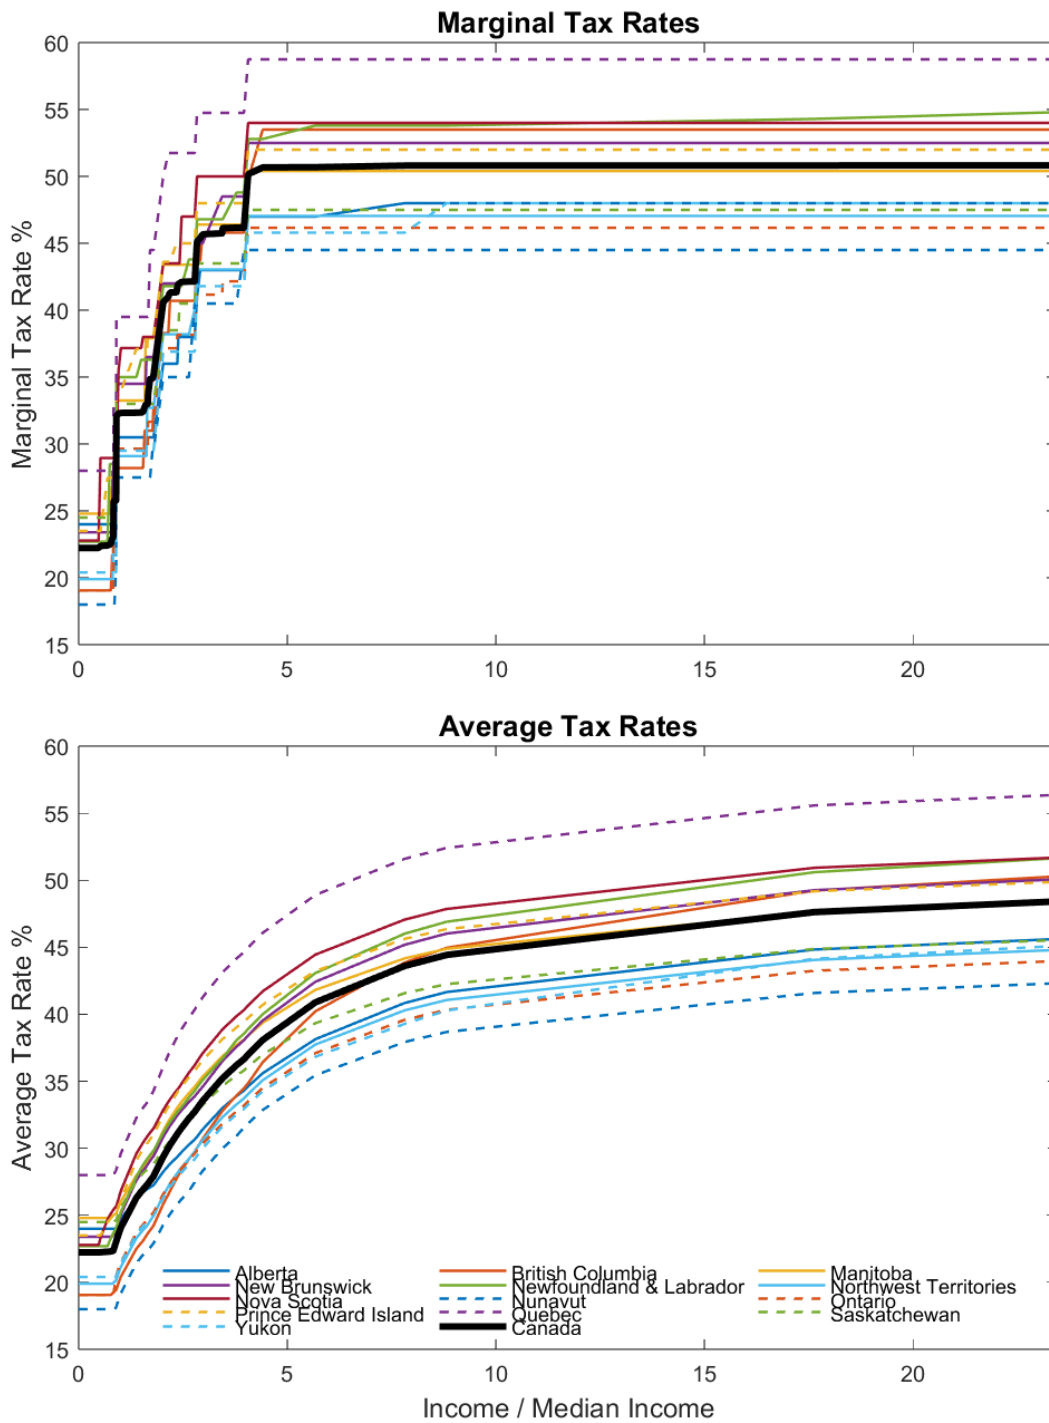 Marginal Tax Rates
60
55
50
45
40
35
30
25
20
15
Marginal Tax Rate %
0 5 10 15 20
Average Tax Rates
60
55
50
45
40
35
30
25
20
15
Average Tax Rate %
Alberta British Columbia Manitoba
New Brunswick Newfoundland & Labrador Northwest Territories
Nova Scotia Nunavut Ontario
Prince Edward Island Quebec Saskatchewan
Yukon Canada
0 5 10 15 20
Income / Median Income